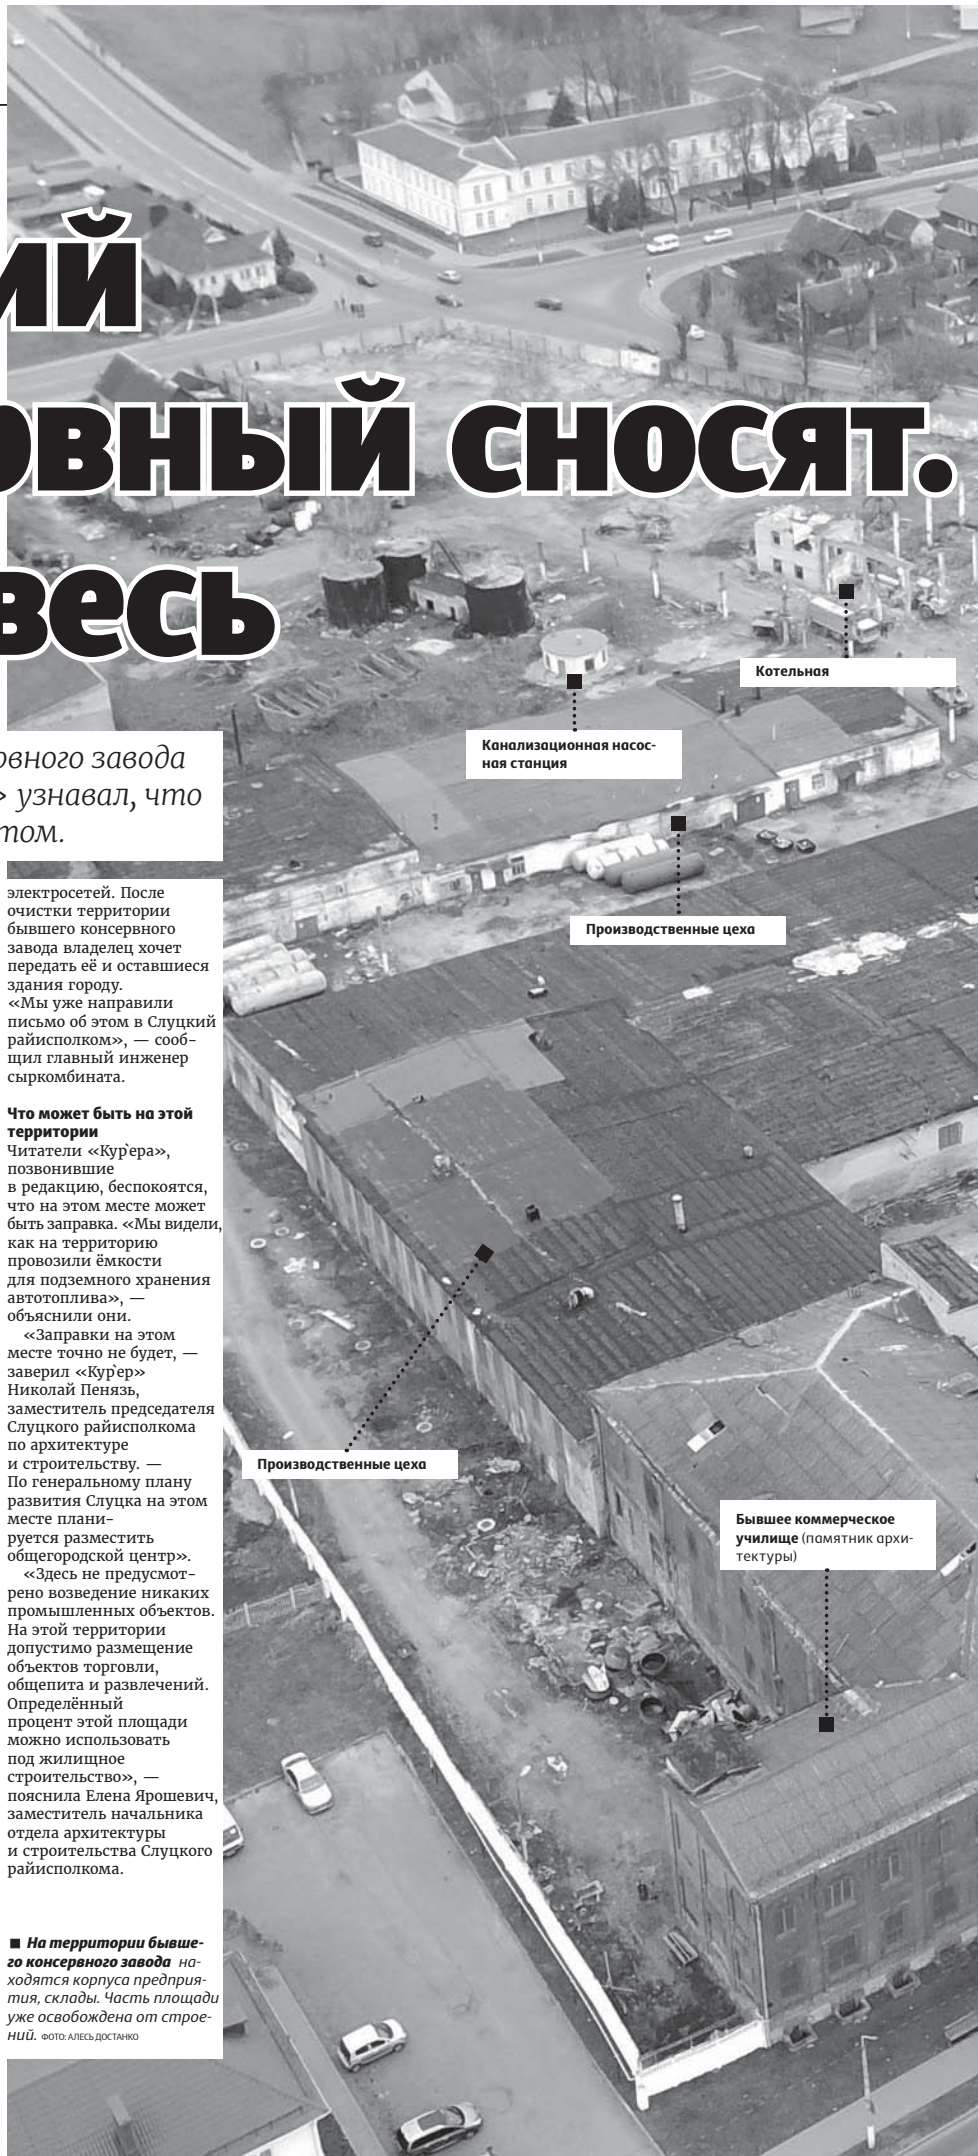 ий
овный сносят.
весь
овного завода
» узнавал, что
том.
электросетей. После
очистки территории
бывшего консервного
завода владелец хочет
передать её и оставшиеся
здания городу.
«Мы уже направили
письмо об этом в Слуцкий
райисполком», — сооб-
щил главный инженер
сыркомбината.
Что может быть на этой
территории
Читатели «Кур`ера»,
позвонившие
в редакцию, беспокоятся,
что на этом месте может
быть заправка. «Мы видели,
как на территорию
провозили ёмкости
для подземного хранения
автотоплива», —
объяснили они.
«Заправки на этом
месте точно не будет, —
заверил «Кур`ер»
Николай Пенязь,
заместитель председателя
Слуцкого райисполкома
по архитектуре
и строительству. —
По генеральному плану
развития Слуцка на этом
месте плани-
руется разместить
общегородской центр».
«Здесь не предусмот-
рено возведение никаких
промышленных объектов.
На этой территории
допустимо размещение
объектов торговли,
общепита и развлечений.
Определённый
процент этой площади
можно использовать
под жилищное
строительство», —
пояснила Елена Ярошевич,
заместитель начальника
отдела архитектуры
и строительства Слуцкого
райисполкома.
■ На территории бывше-
го консервного завода на-
ходятся корпуса предприя-
тия, склады. Часть площади
уже освобождена от строе-
ний. ФОТО: АЛЕСЬ ДОСТАНКО
Котельная
Канализационная насос-
ная станция
Производственные цеха
Производственные цеха
Бывшее коммерческое
училище (памятник архи-
тектуры)